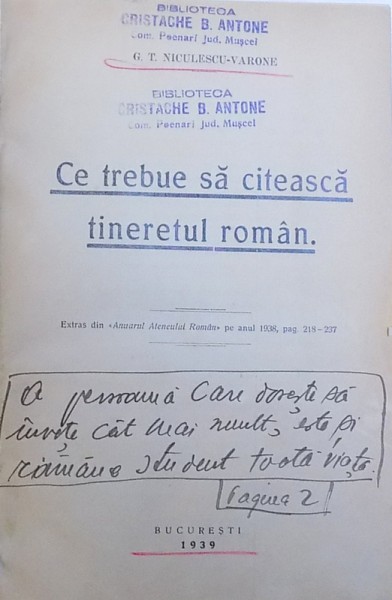 BIBLIOTECA
CRISTACHE B. ANTONE
Com. Poenari Jud. Muşcel
G. T. NICULESCU-VARONE
BIBLIOTECA
CRISTACHE B. ANTONE
Com. Poenari Jud. Muşcel
Ce trebue să citească
tineretul român.
Extras din «Anuarul Ateneului Român» pe anul 1938, pag. 218–237
O persoană care doreşte să
înveţe cât mai mult, este şi
rămâne student toată viaţa.
Pagina 2
BUCUREŞTI
1939